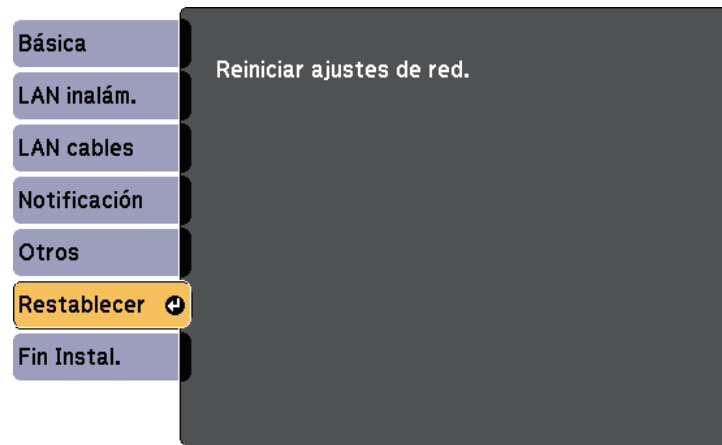 Básica
LAN inalám.
LAN cables
Notificación
Otros
Restablecer
Fin Instal.
Reiniciar ajustes de red.